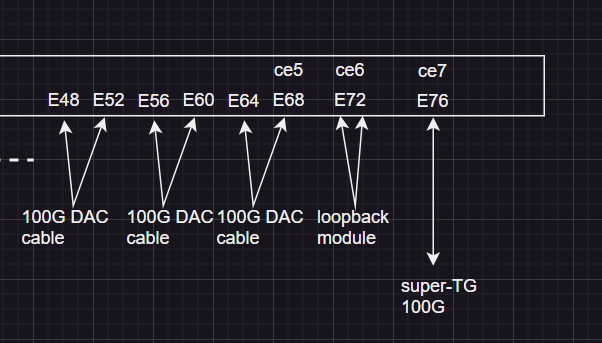 ce5 ce6 ce7
E48 E52 E56 E60 E64 E68 E72 E76
100G DAC
cable
100G DAC
cable
100G DAC
cable
loopback
module
super-TG
100G